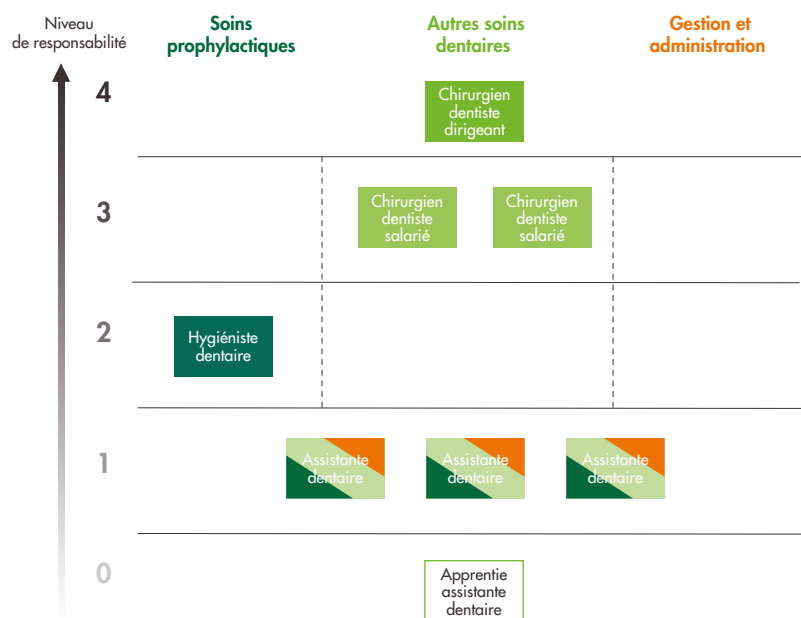 Niveau
de responsabilité
Soins
prophylactiques
Autres soins
dentaires
Gestion et
administration
4
Chirurgien
dentiste
dirigeant
3
Chirurgien
dentiste
salarié
Chirurgien
dentiste
salarié
2
Hygiéniste
dentaire
1
Assistante
dentaire
Assistante
dentaire
Assistante
dentaire
0
Apprentie
assistante
dentaire